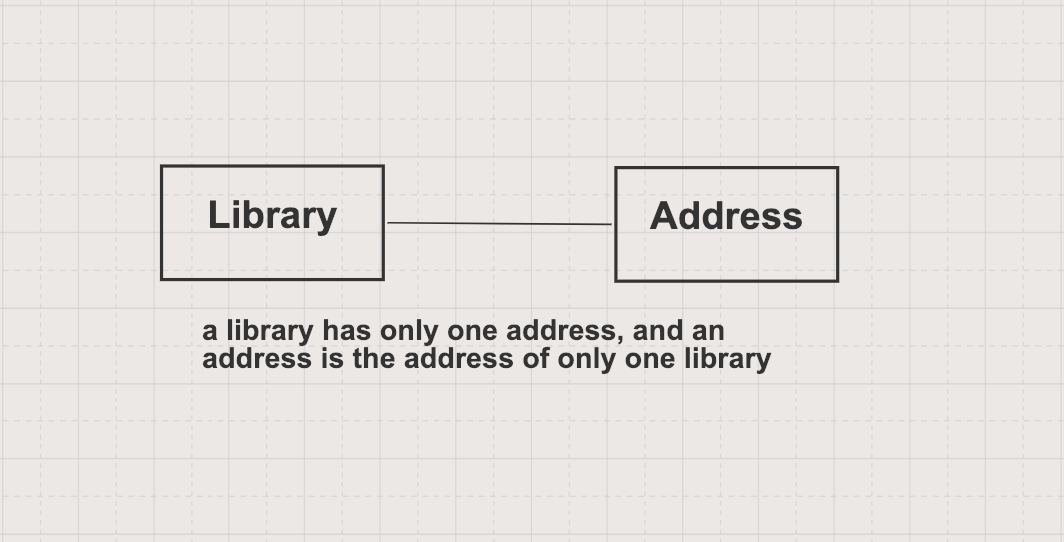 Library
Address
a library has only one address, and an
address is the address of only one library